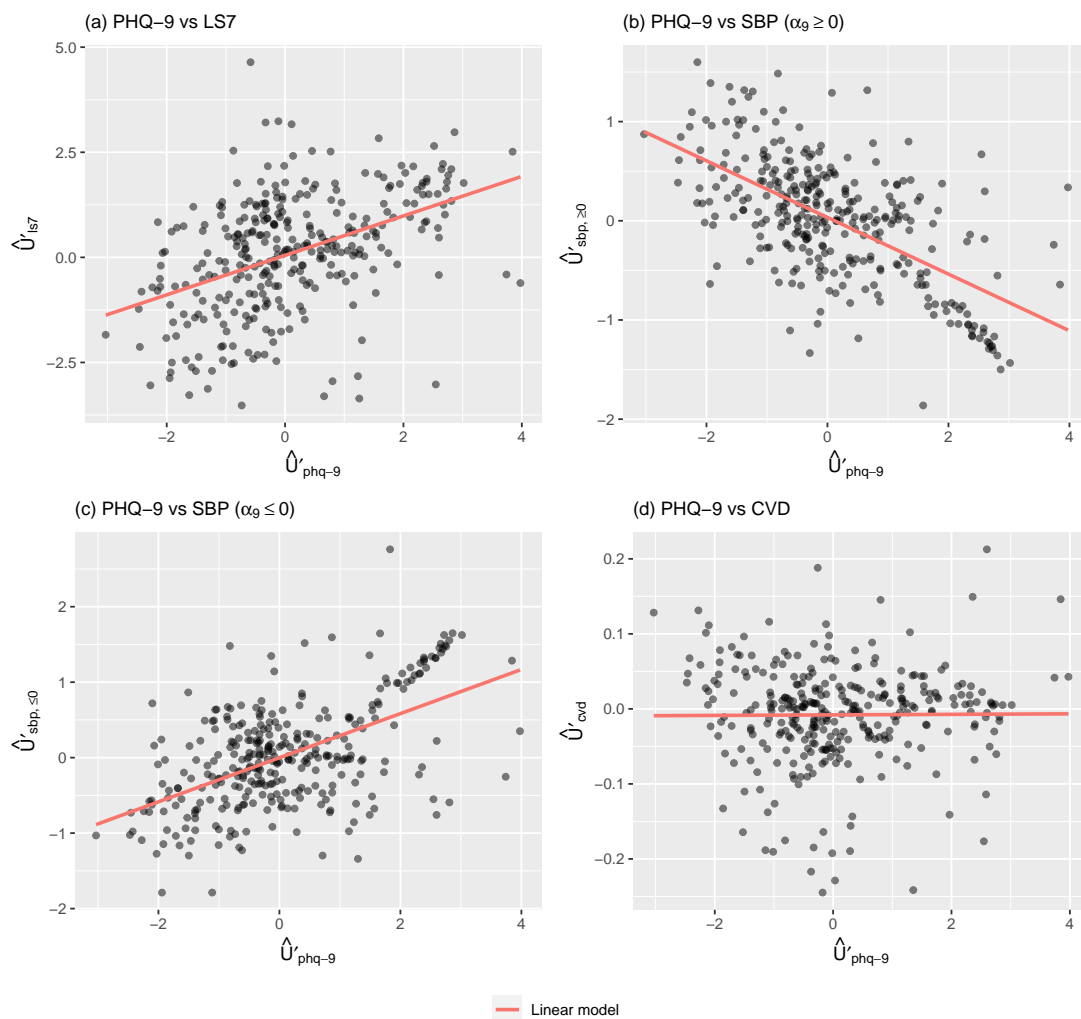 (a) PHQ−9 vs LS7
5.0
2.5
0.0
−2.5
−2
0
2
4
Û′ls7
Û′phq−9
(b) PHQ−9 vs SBP (α9 ≥ 0)
1
0
−1
−2
−2
0
2
4
Û′sbp, ≥0
Û′phq−9
(c) PHQ−9 vs SBP (α9 ≤ 0)
2
1
0
−1
−2
−2
0
2
4
Û′sbp, ≤0
Û′phq−9
(d) PHQ−9 vs CVD
0.2
0.1
0.0
−0.1
−0.2
−2
0
2
4
Û′cvd
Û′phq−9
Linear model